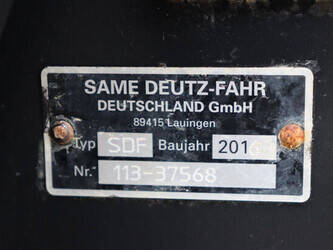 SAME DEUTZ-FAHR
DEUTSCHLAND GmbH
89415 Lauingen
Typ SDF Baujahr 201
Nr. 113-37568